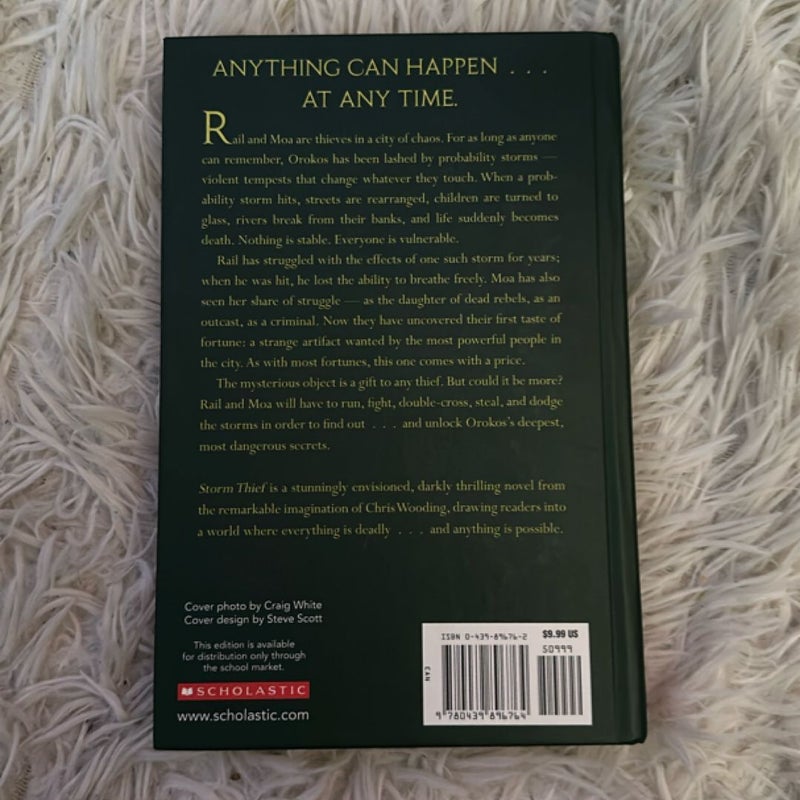 ANYTHING CAN HAPPEN . . .
AT ANY TIME.
Rail and Moa are thieves in a city of chaos. For as long as anyone
can remember, Orokos has been lashed by probability storms —
violent tempests that change whatever they touch. When a prob-
ability storm hits, streets are rearranged, children are turned to
glass, rivers break from their banks, and life suddenly becomes
death. Nothing is stable. Everyone is vulnerable.
Rail has struggled with the effects of one such storm for years;
when he was hit, he lost the ability to breathe freely. Moa has also
seen her share of struggle — as the daughter of dead rebels, as an
outcast, as a criminal. Now they have uncovered their first taste of
fortune: a strange artifact wanted by the most powerful people in
the city. As with most fortunes, this one comes with a price.
The mysterious object is a gift to any thief. But could it be more?
Rail and Moa will have to run, fight, double-cross, steal, and dodge
the storms in order to find out . . . and unlock Orokos's deepest,
most dangerous secrets.
Storm Thief is a stunningly envisioned, darkly thrilling novel from
the remarkable imagination of Chris Wooding, drawing readers into
a world where everything is deadly . . . and anything is possible.
Cover photo by Craig White
Cover design by Steve Scott
This edition is available
for distribution only through
the school market.
SCHOLASTIC
www.scholastic.com
ISBN 0-439-89676-2
$9.99 US
50999
EAN
9 780439 896764